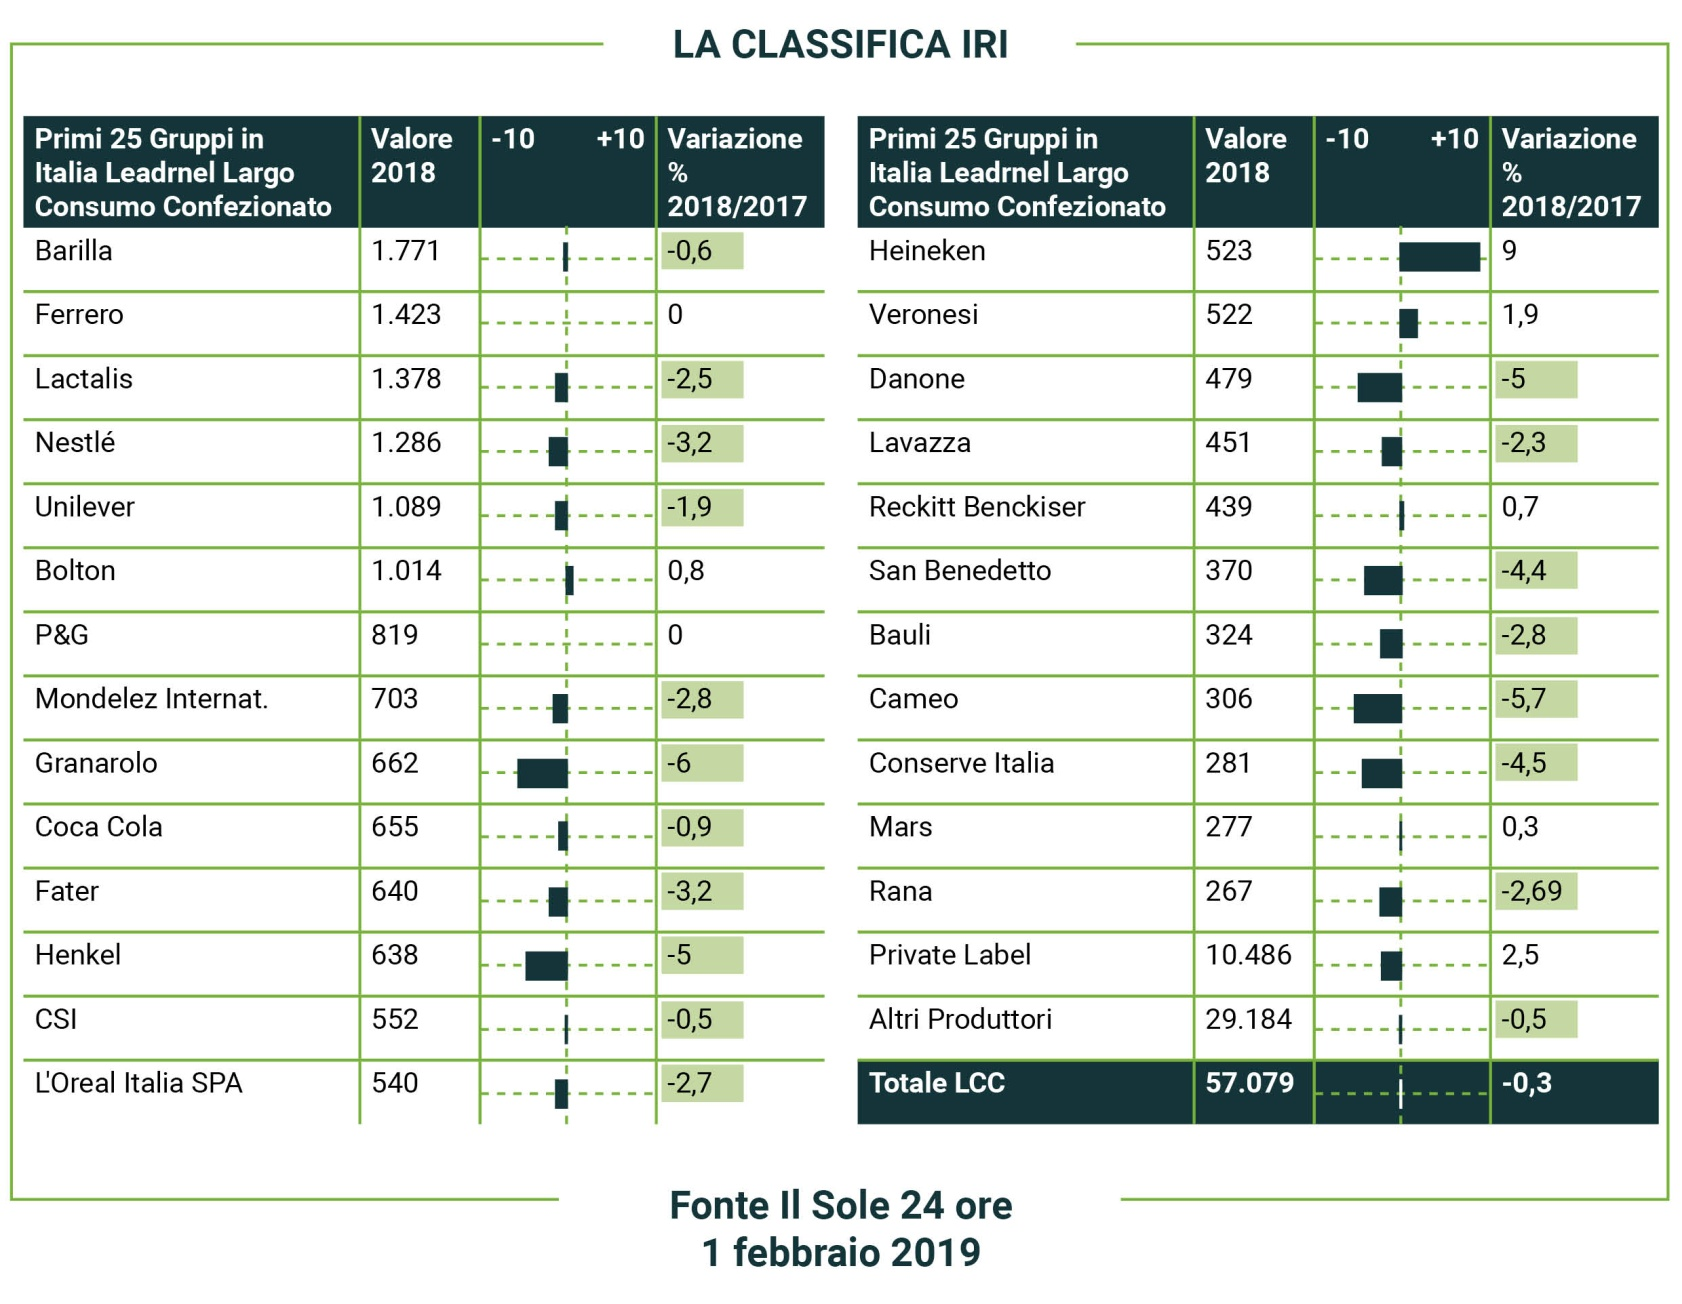 LA CLASSIFICA IRI
Primi 25 Gruppi in Italia Leadrnel Largo Consumo Confezionato Valore 2018 -10 +10 Variazione % 2018/2017
Barilla 1.771 -0,6
Ferrero 1.423 0
Lactalis 1.378 -2,5
Nestlé 1.286 -3,2
Unilever 1.089 -1,9
Bolton 1.014 0,8
P&G 819 0
Mondelez Internat. 703 -2,8
Granarolo 662 -6
Coca Cola 655 -0,9
Fater 640 -3,2
Henkel 638 -5
CSI 552 -0,5
L'Oreal Italia SPA 540 -2,7
Primi 25 Gruppi in Italia Leadrnel Largo Consumo Confezionato Valore 2018 -10 +10 Variazione % 2018/2017
Heineken 523 9
Veronesi 522 1,9
Danone 479 -5
Lavazza 451 -2,3
Reckitt Benckiser 439 0,7
San Benedetto 370 -4,4
Bauli 324 -2,8
Cameo 306 -5,7
Conserve Italia 281 -4,5
Mars 277 0,3
Rana 267 -2,69
Private Label 10.486 2,5
Altri Produttori 29.184 -0,5
Totale LCC 57.079 -0,3
Fonte Il Sole 24 ore
1 febbraio 2019